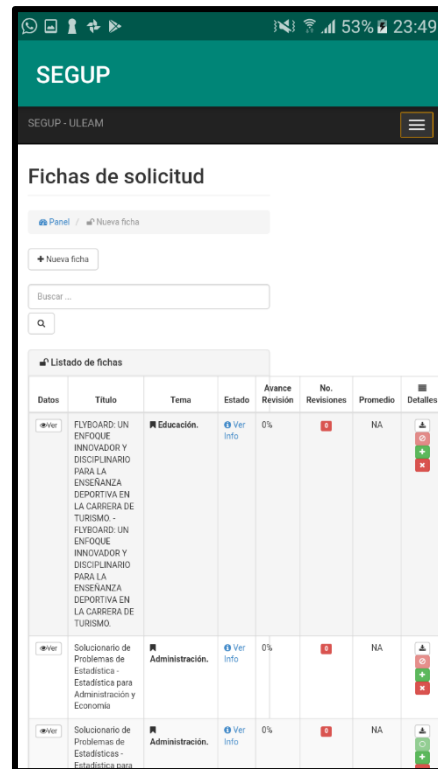 53% 23:49
SEGUP
SEGUP - ULEAM
Fichas de solicitud
Panel / Nueva ficha
Nueva ficha
Buscar ...
Listado de fichas
Datos Título Tema Estado Avance Revisión No. Revisiones Promedio Detalles
Ver FLYBOARD: UN Educación. Ver 0% 0 NA
ENFOQUE Info
INNOVADOR Y
DISCIPLINARIO
PARA LA
ENSEÑANZA
DEPORTIVA EN
LA CARRERA DE
TURISMO. -
FLYBOARD: UN
ENFOQUE
INNOVADOR Y
DISCIPLINARIO
PARA LA
ENSEÑANZA
DEPORTIVA EN
LA CARRERA DE
TURISMO.
Ver Solucionario de Ver 0% 0 NA
Problemas de Administración. Info
Estadística -
Estadística para
Administración y
Economía
Ver Solucionario de Ver 0% 0 NA
Problemas de Administración. Info
Estadísticas -
Estadística para